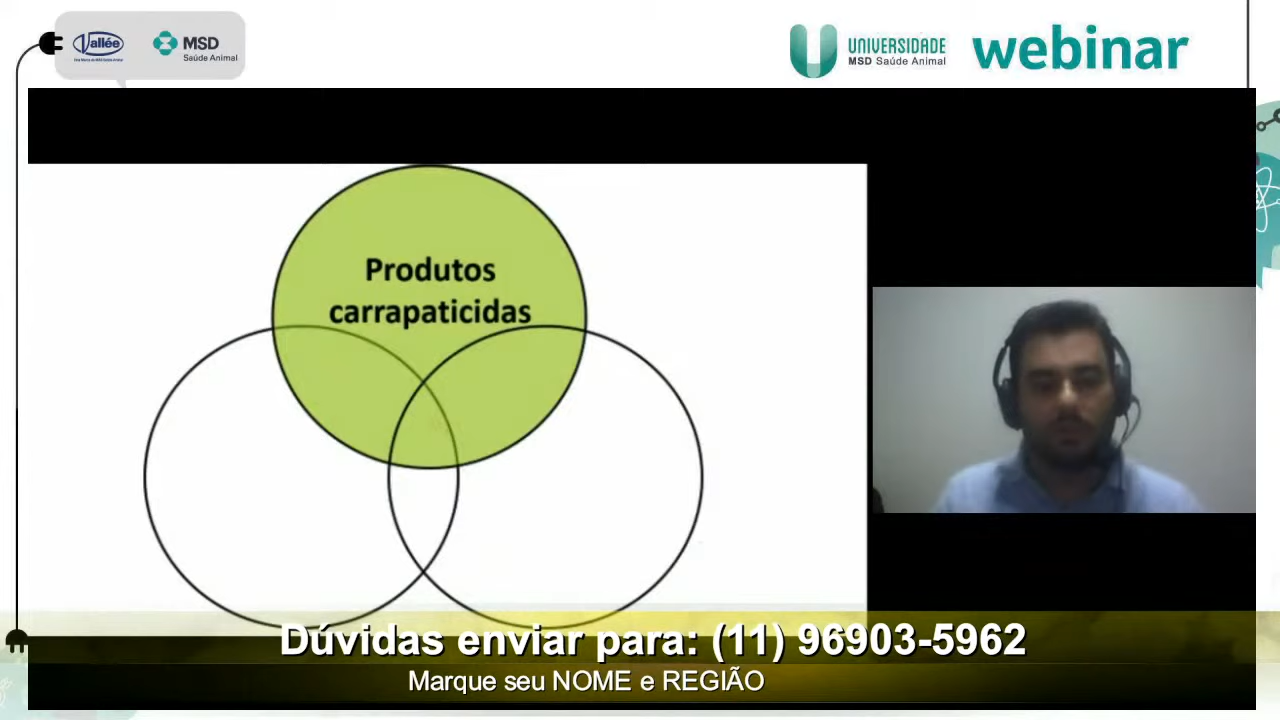 Vallée
MSD
Saúde Animal
UNIVERSIDADE
MSD Saúde Animal
webinar
Produtos
carrapaticidas
Dúvidas enviar para: (11) 96903-5962
Marque seu NOME e REGIÃO